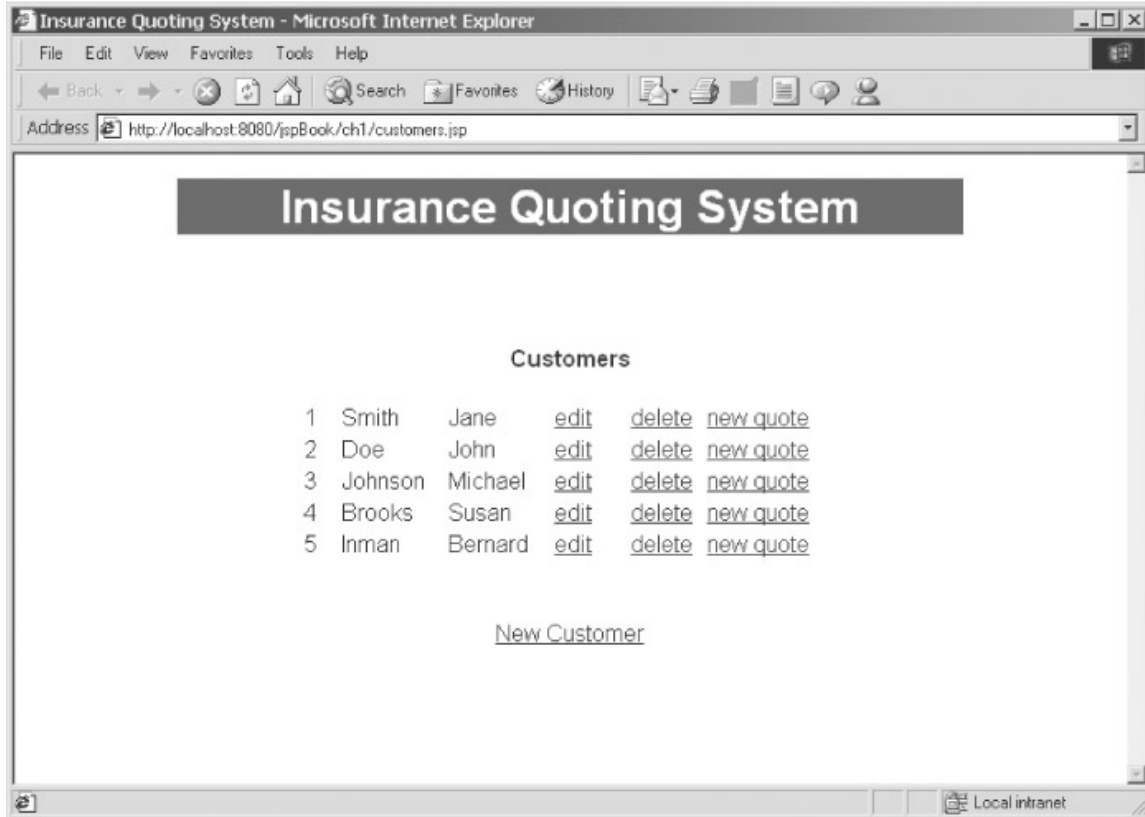 Insurance Quoting System - Microsoft Internet Explorer
File Edit View Favorites Tools Help
Back Search Favorites History
Address http://localhost:8080/jspBook/ch1/customers.jsp
Insurance Quoting System
Customers
1 Smith Jane edit delete new quote
2 Doe John edit delete new quote
3 Johnson Michael edit delete new quote
4 Brooks Susan edit delete new quote
5 Inman Bernard edit delete new quote
New Customer
Local intranet